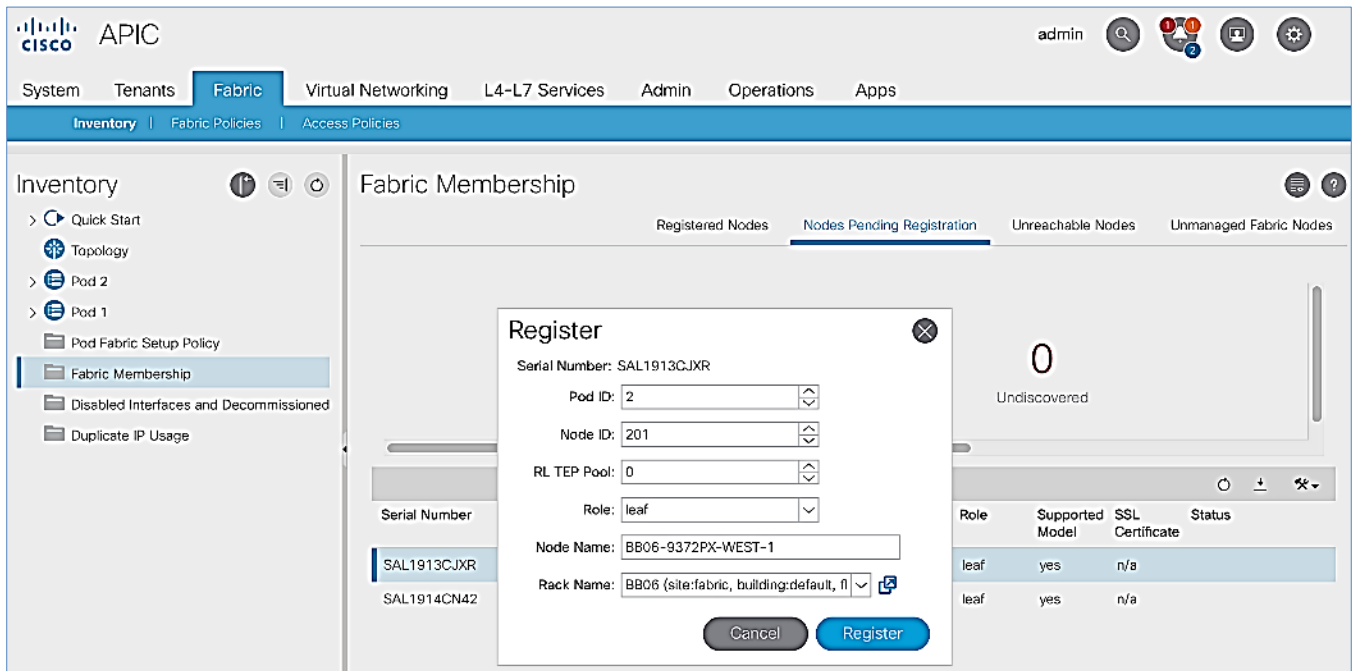 cisco APIC admin 1 1 2
System Tenants Fabric Virtual Networking L4-L7 Services Admin Operations Apps
Inventory | Fabric Policies | Access Policies
Inventory
Quick Start
Topology
Pod 2
Pod 1
Pod Fabric Setup Policy
Fabric Membership
Disabled Interfaces and Decommissioned
Duplicate IP Usage
Fabric Membership
?
Registered Nodes Nodes Pending Registration Unreachable Nodes Unmanaged Fabric Nodes
0
Undiscovered
Serial Number Role Supported Model SSL Certificate Status
SAL1913CJXR leaf yes n/a
SAL1914CN42 leaf yes n/a
Register
Serial Number: SAL1913CJXR
Pod ID: 2
Node ID: 201
RL TEP Pool: 0
Role: leaf
Node Name: BB06-9372PX-WEST-1
Rack Name: BB06 (site:fabric, building:default, fl
Cancel Register